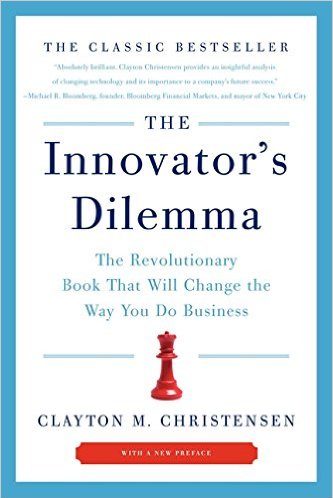 THE CLASSIC BESTSELLER
"Absolutely brilliant. Clayton Christensen provides an insightful analysis
of changing technology and its importance to a company's future success."
—Michael R. Bloomberg, founder, Bloomberg Financial Markets, and mayor of New York City
THE
Innovator's
Dilemma
The Revolutionary
Book That Will Change the
Way You Do Business
CLAYTON M. CHRISTENSEN
WITH A NEW PREFACE